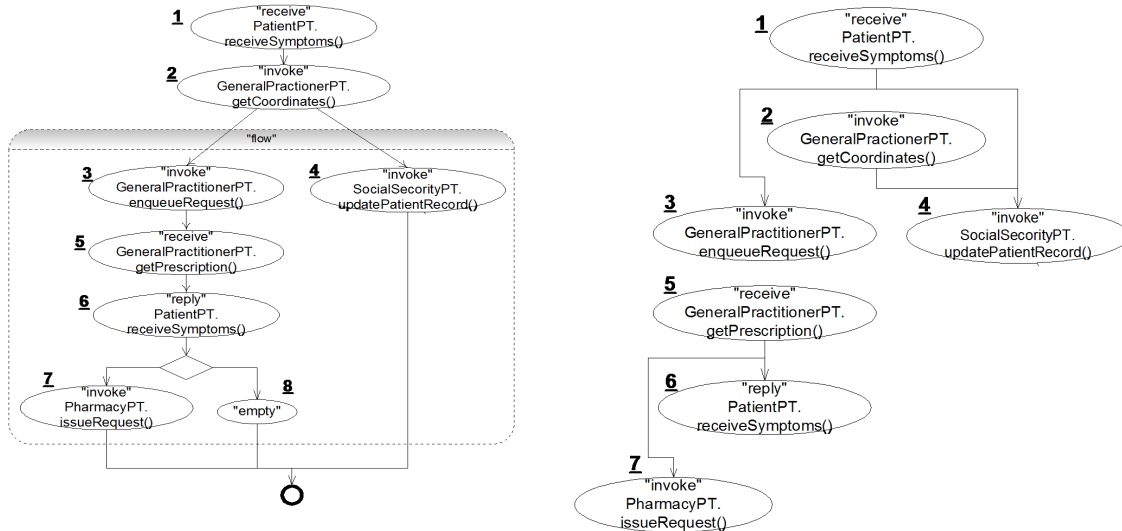 1
"receive"
PatientPT.
receiveSymptoms()
2
"invoke"
GeneralPractionerPT.
getCoordinates()
"flow"
3
"invoke"
GeneralPractitionerPT.
enqueueRequest()
4
"invoke"
SocialSecurityPT.
updatePatientRecord()
5
"receive"
GeneralPractitionerPT.
getPrescription()
6
"reply"
PatientPT.
receiveSymptoms()
7
"invoke"
PharmacyPT.
issueRequest()
8
"empty"
1
"receive"
PatientPT.
receiveSymptoms()
2
"invoke"
GeneralPractionerPT.
getCoordinates()
3
"invoke"
GeneralPractitionerPT.
enqueueRequest()
4
"invoke"
SocialSecurityPT.
updatePatientRecord()
5
"receive"
GeneralPractitionerPT.
getPrescription()
6
"reply"
PatientPT.
receiveSymptoms()
7
"invoke"
PharmacyPT.
issueRequest()